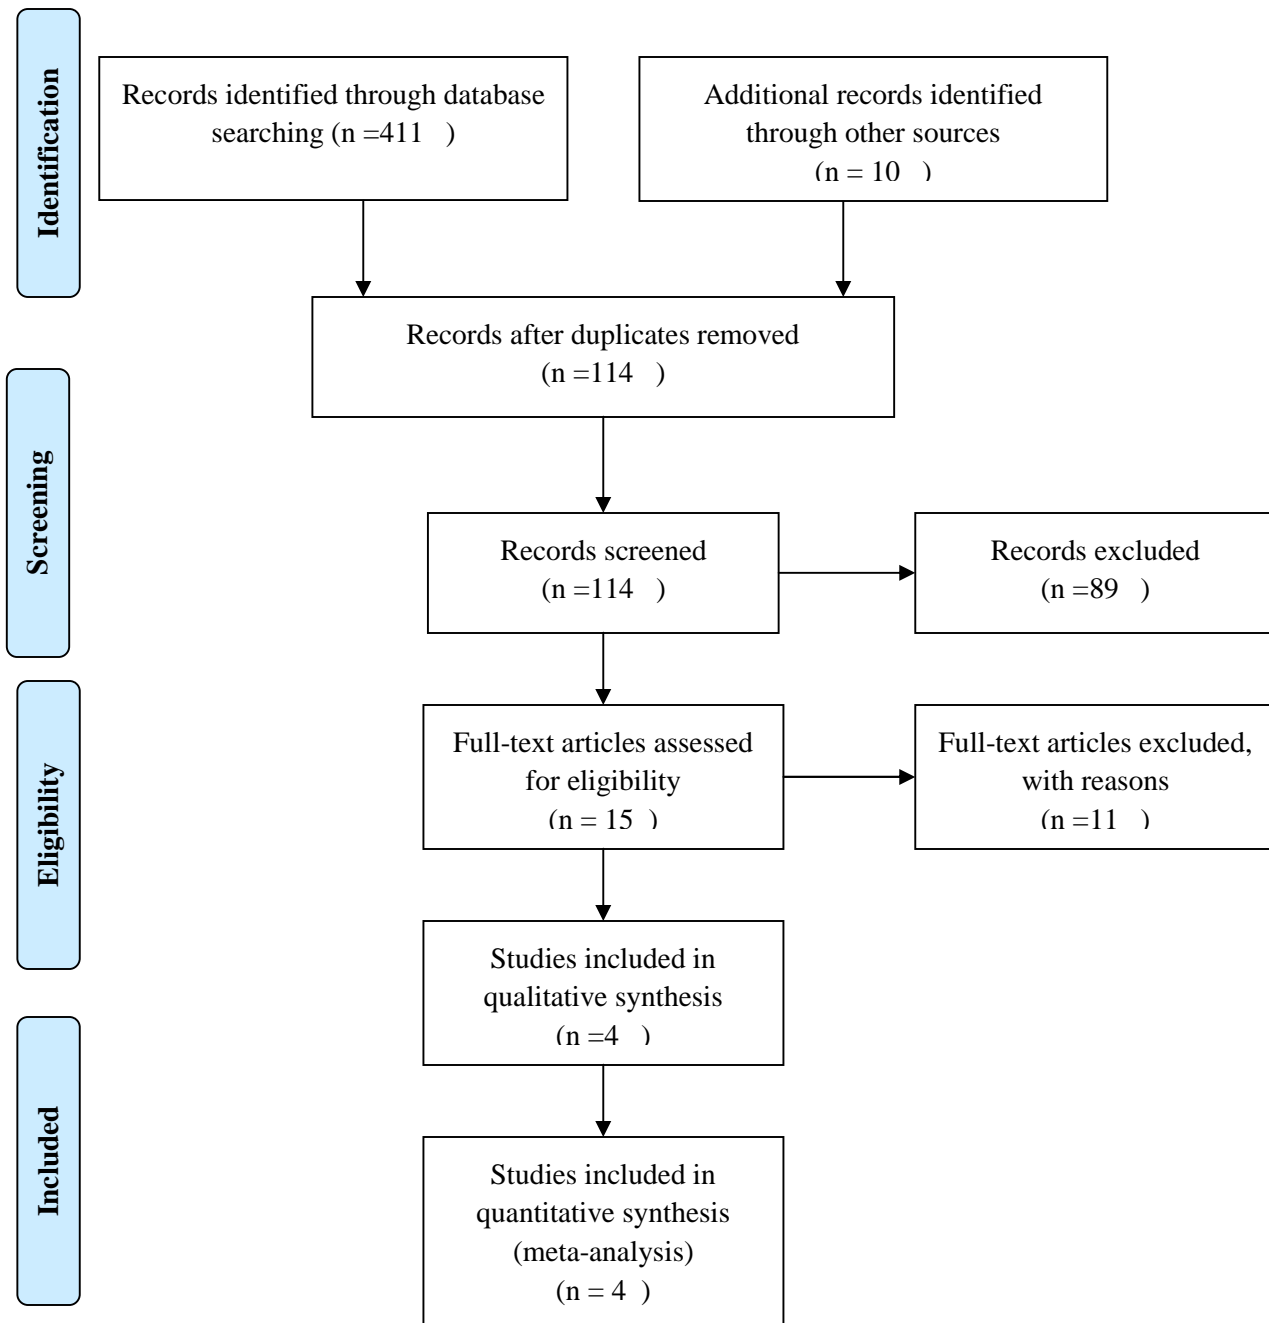 Identification
Records identified through database
searching (n =411   )
Additional records identified
through other sources
(n = 10   )
Records after duplicates removed
(n =114   )
Screening
Records screened
(n =114   )
Records excluded
(n =89   )
Eligibility
Full-text articles assessed
for eligibility
(n = 15   )
Full-text articles excluded,
with reasons
(n =11   )
Studies included in
qualitative synthesis
(n =4   )
Included
Studies included in
quantitative synthesis
(meta-analysis)
(n = 4   )